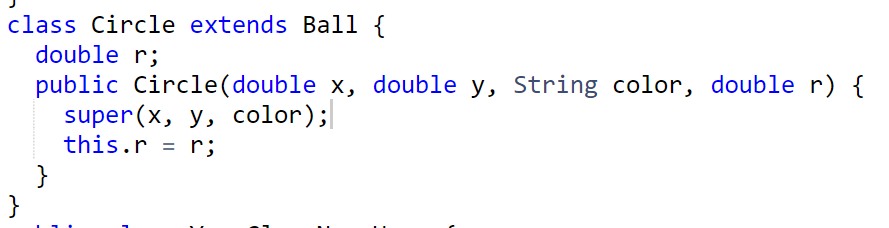 class Circle extends Ball {
double r;
public Circle(double x, double y, String color, double r) {
super(x, y, color);
this.r = r;
}
}